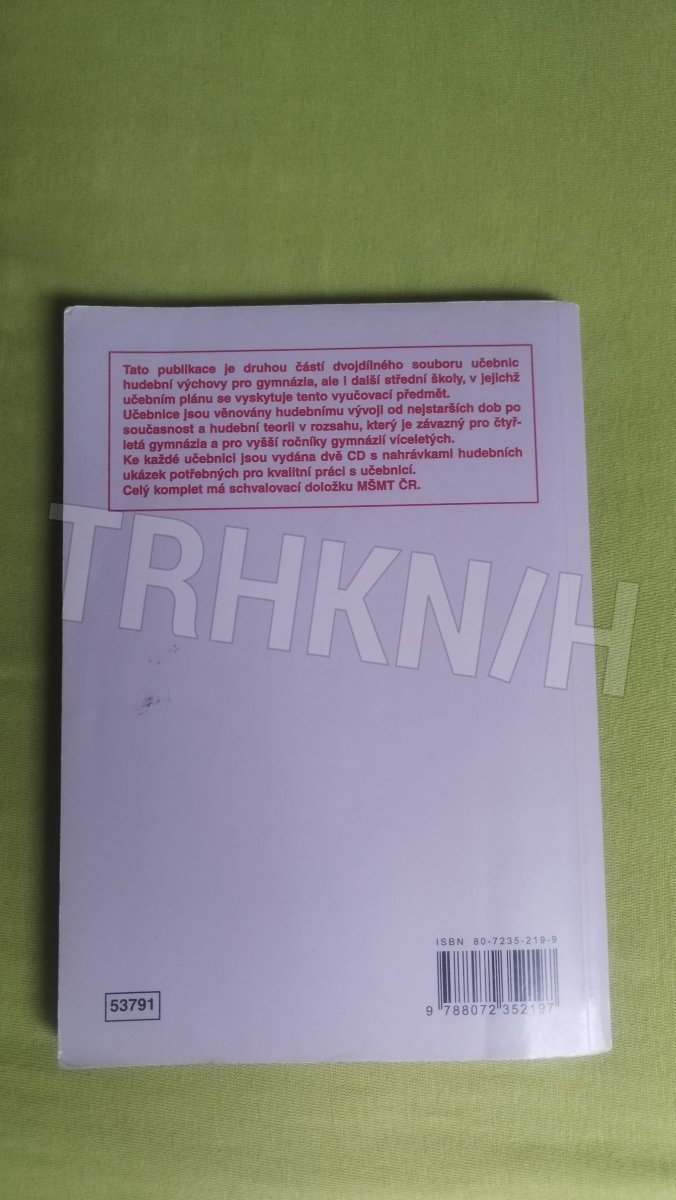 Tato publikace je druhou částí dvojdílného souboru učebnic
hudební výchovy pro gymnázia, ale i další střední školy, v jejichž
učebním plánu se vyskytuje tento vyučovací předmět.
Učebnice jsou věnovány hudebnímu vývoji od nejstarších dob po
současnost a hudební teorii v rozsahu, který je závazný pro čtyř-
letá gymnázia a pro vyšší ročníky gymnázií víceletých.
Ke každé učebnici jsou vydána dvě CD s nahrávkami hudebních
ukázek potřebných pro kvalitní práci s učebnicí.
Celý komplet má schvalovací doložku MŠMT ČR.
TRHKN/H
ISBN 80-7235-219-9
9 788072 352197
53791